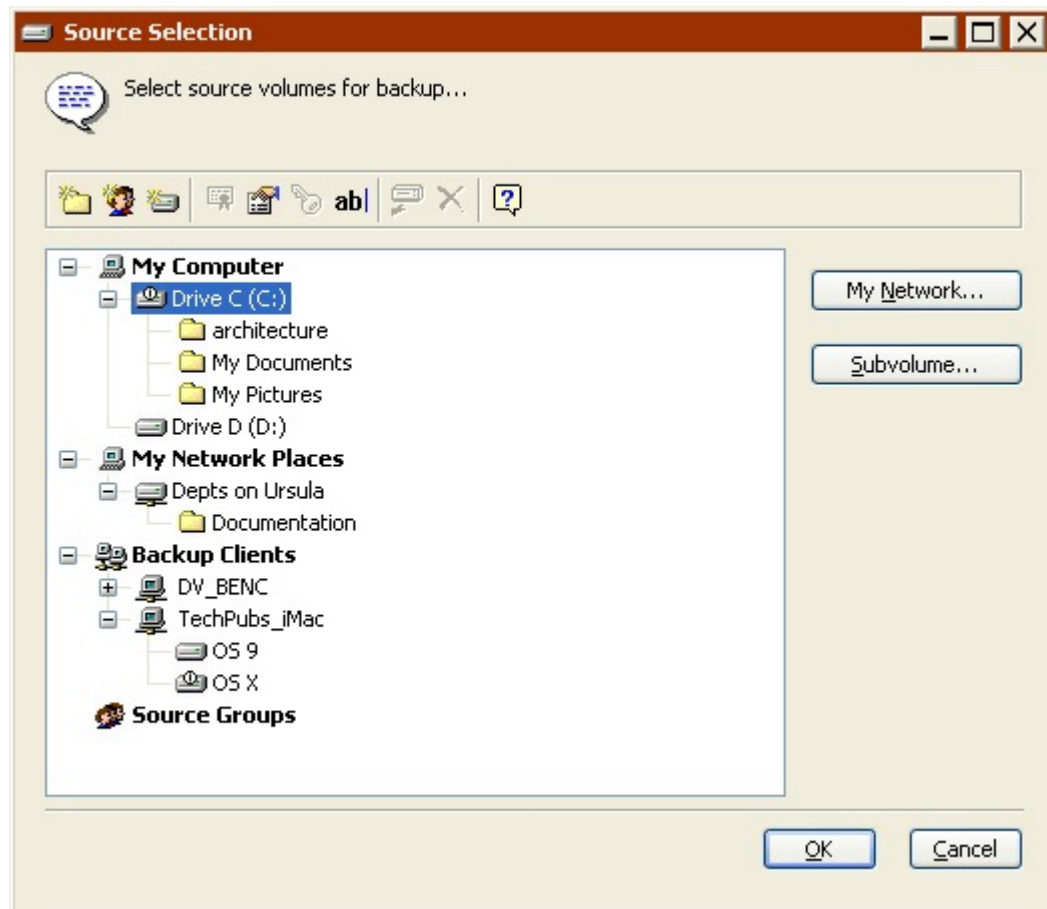 Source Selection
Select source volumes for backup...
ab|
My Computer
My Network...
Drive C (C:)
architecture
My Documents
Subvolume...
My Pictures
Drive D (D:)
My Network Places
Depts on Ursula
Documentation
Backup Clients
DV_BENC
TechPubs_iMac
OS 9
OS X
Source Groups
OK
Cancel